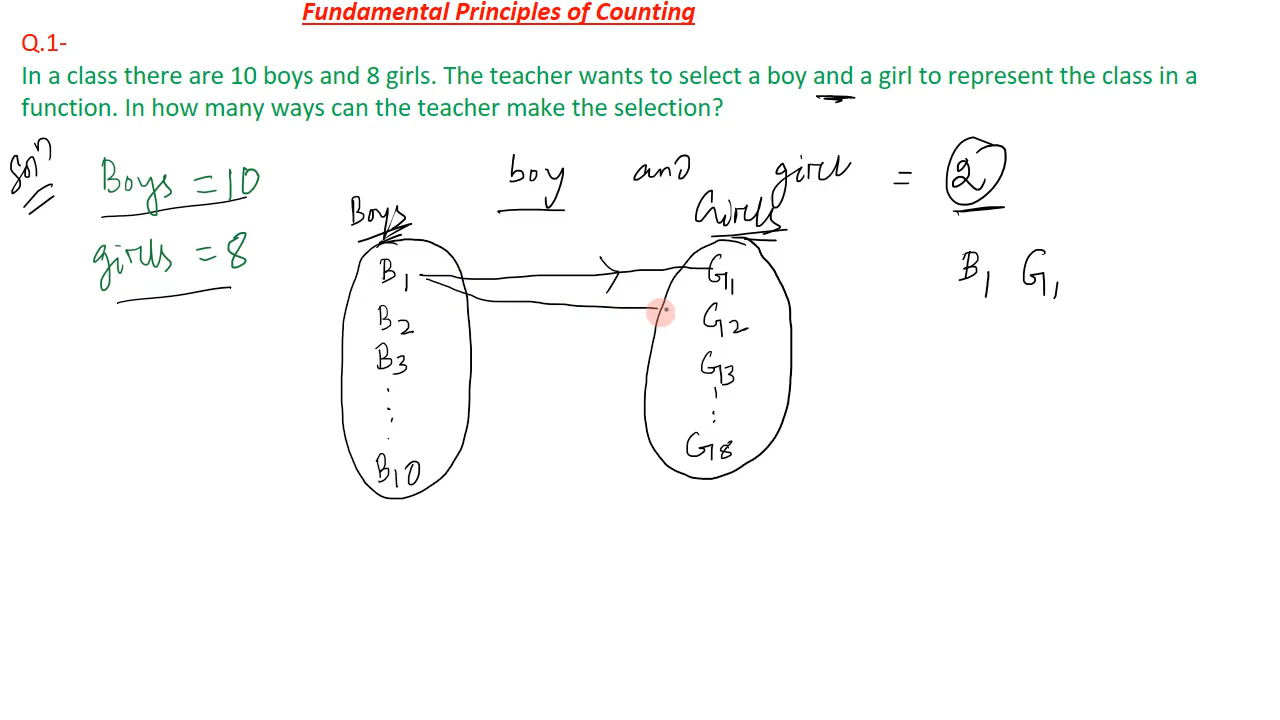 Fundamental Principles of Counting
Q.1-
In a class there are 10 boys and 8 girls. The teacher wants to select a boy and a girl to represent the class in a
function. In how many ways can the teacher make the selection?
Solⁿ
Boys = 10
boy and girl = 2
Boys
Girls
girls = 8
B1
G1
B1 G1
B2
G2
B3
G3
B10
G8